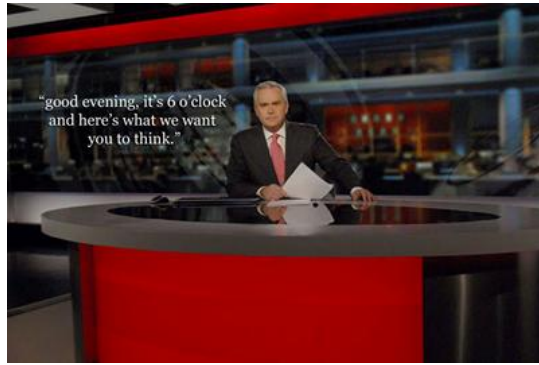 “good evening, it’s 6 o’clock
and here’s what we want
you to think.”